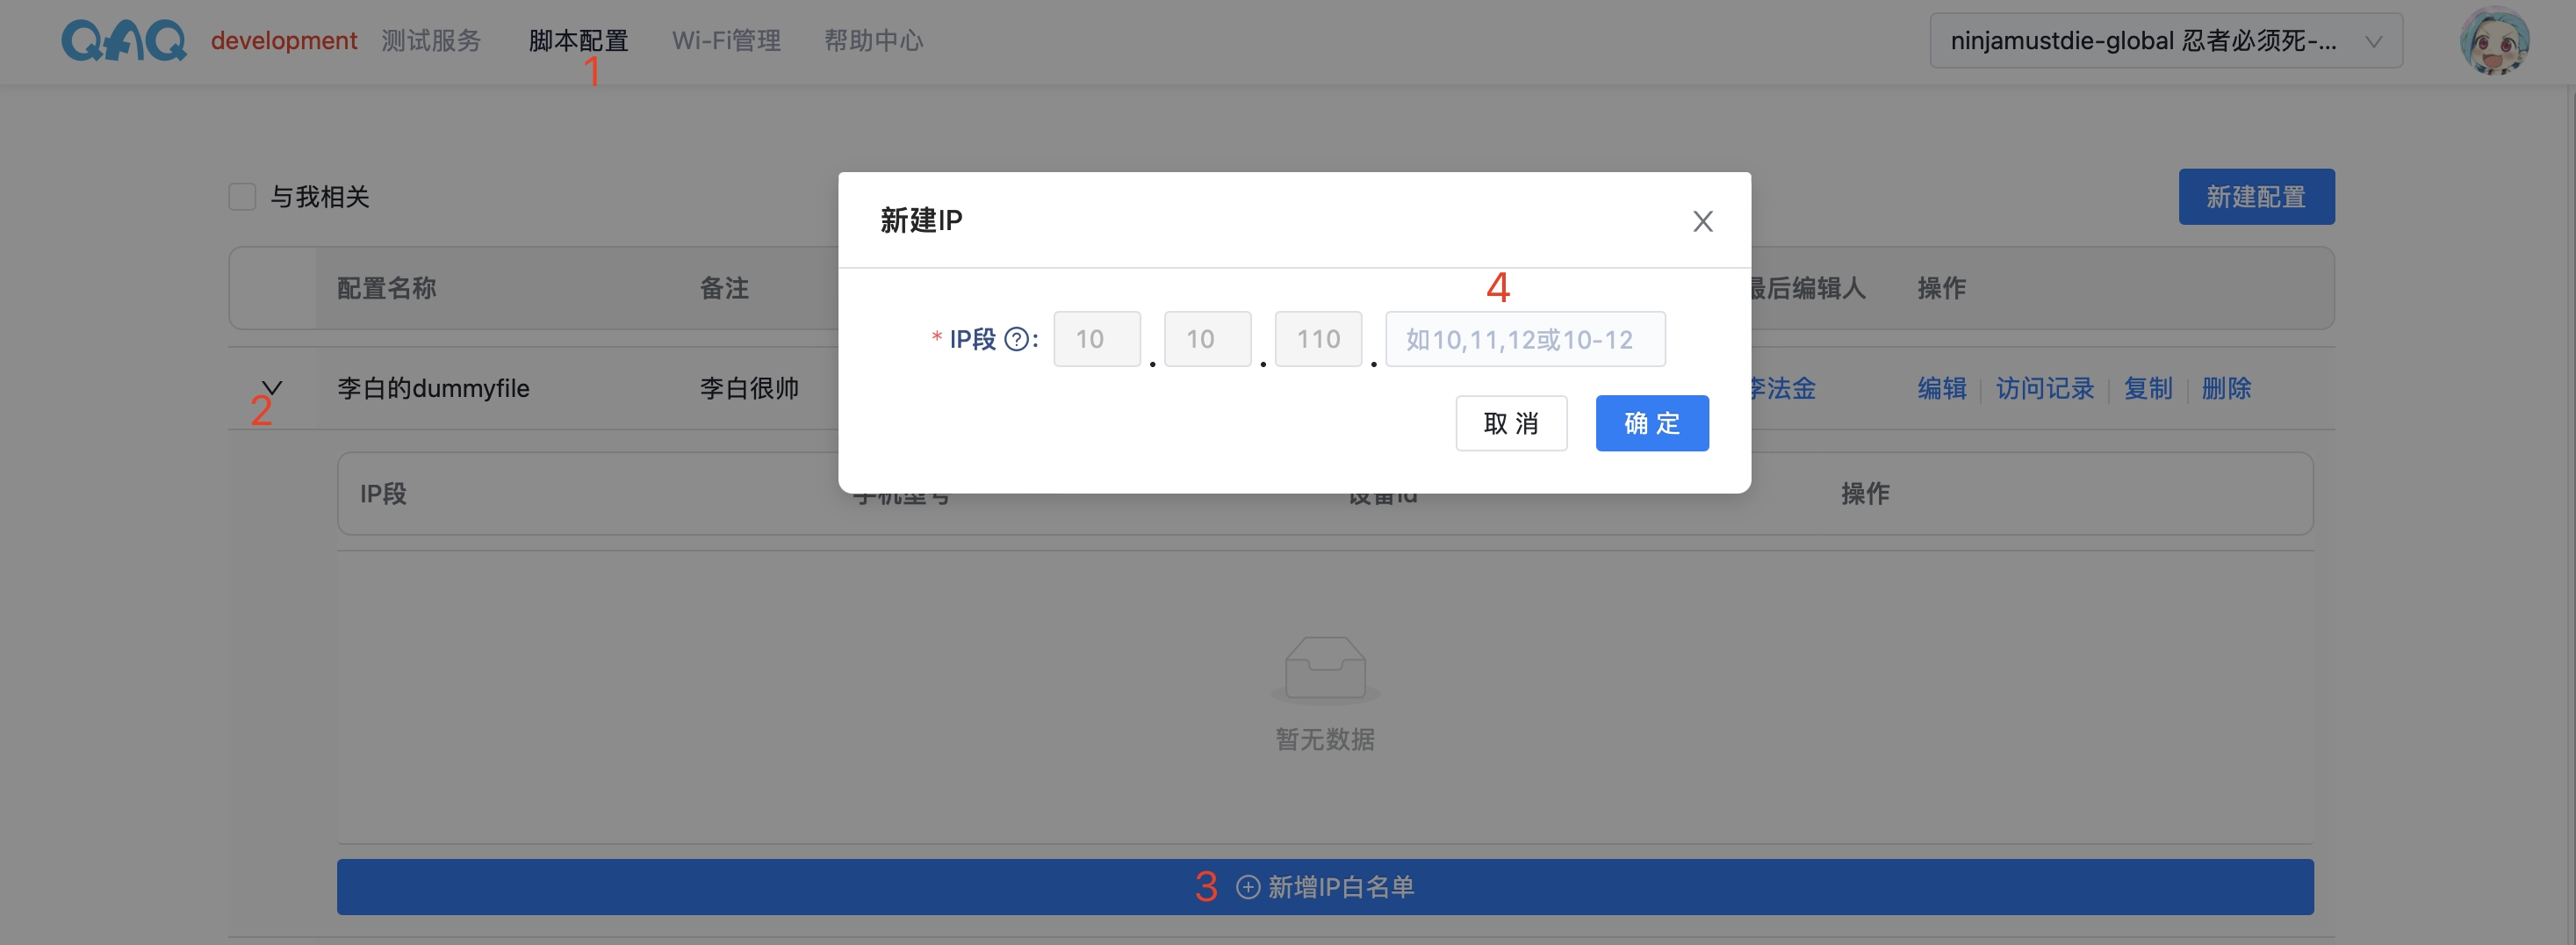 QAQ development 测试服务 脚本配置 Wi-Fi管理 帮助中心 ninjamustdie-global 忍者必须死-...
1
与我相关 新建配置
新建IP
配置名称 备注 最后编辑人 操作
4
* IP段 ? : 10 . 10 . 110 . 如10,11,12或10-12
李白的dummyfile 李白很帅 李法金 编辑 访问记录 复制 删除
2
取 消 确 定
IP段 手机型号 设备id 操作
暂无数据
3 新增IP白名单